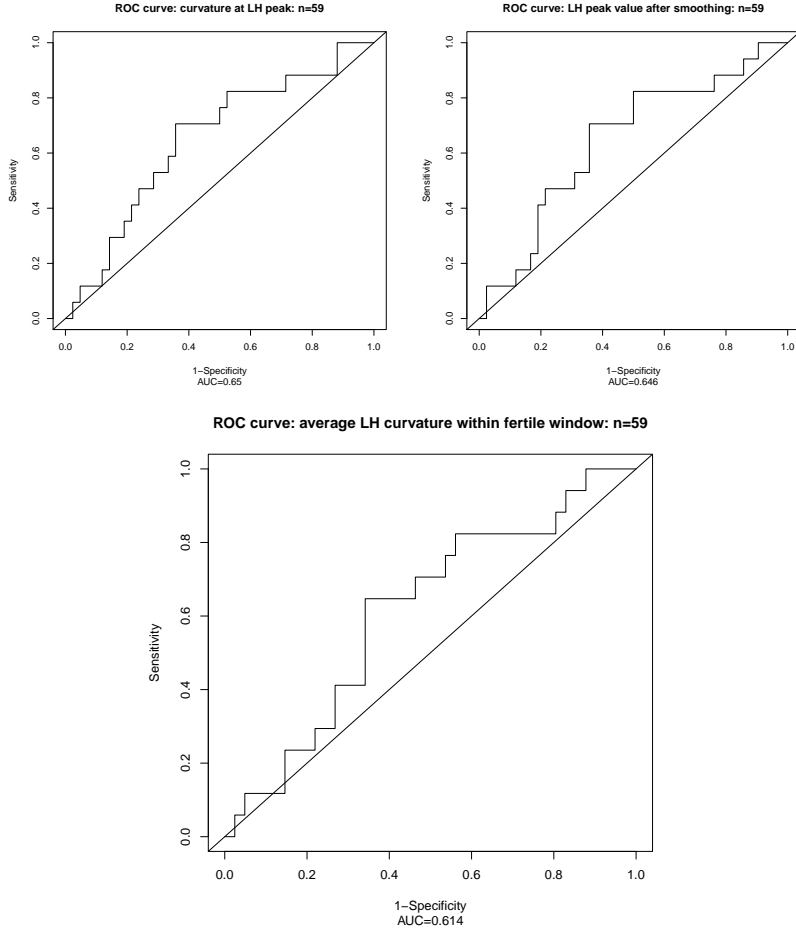 ROC curve: curvature at LH peak: n=59
1.0
0.8
0.6
0.4
0.2
0.0
Sensitivity
0.0 0.2 0.4 0.6 0.8 1.0
1−Specificity
AUC=0.65
ROC curve: LH peak value after smoothing: n=59
1.0
0.8
0.6
0.4
0.2
0.0
Sensitivity
0.0 0.2 0.4 0.6 0.8 1.0
1−Specificity
AUC=0.646
ROC curve: average LH curvature within fertile window: n=59
1.0
0.8
0.6
0.4
0.2
0.0
Sensitivity
0.0 0.2 0.4 0.6 0.8 1.0
1−Specificity
AUC=0.614